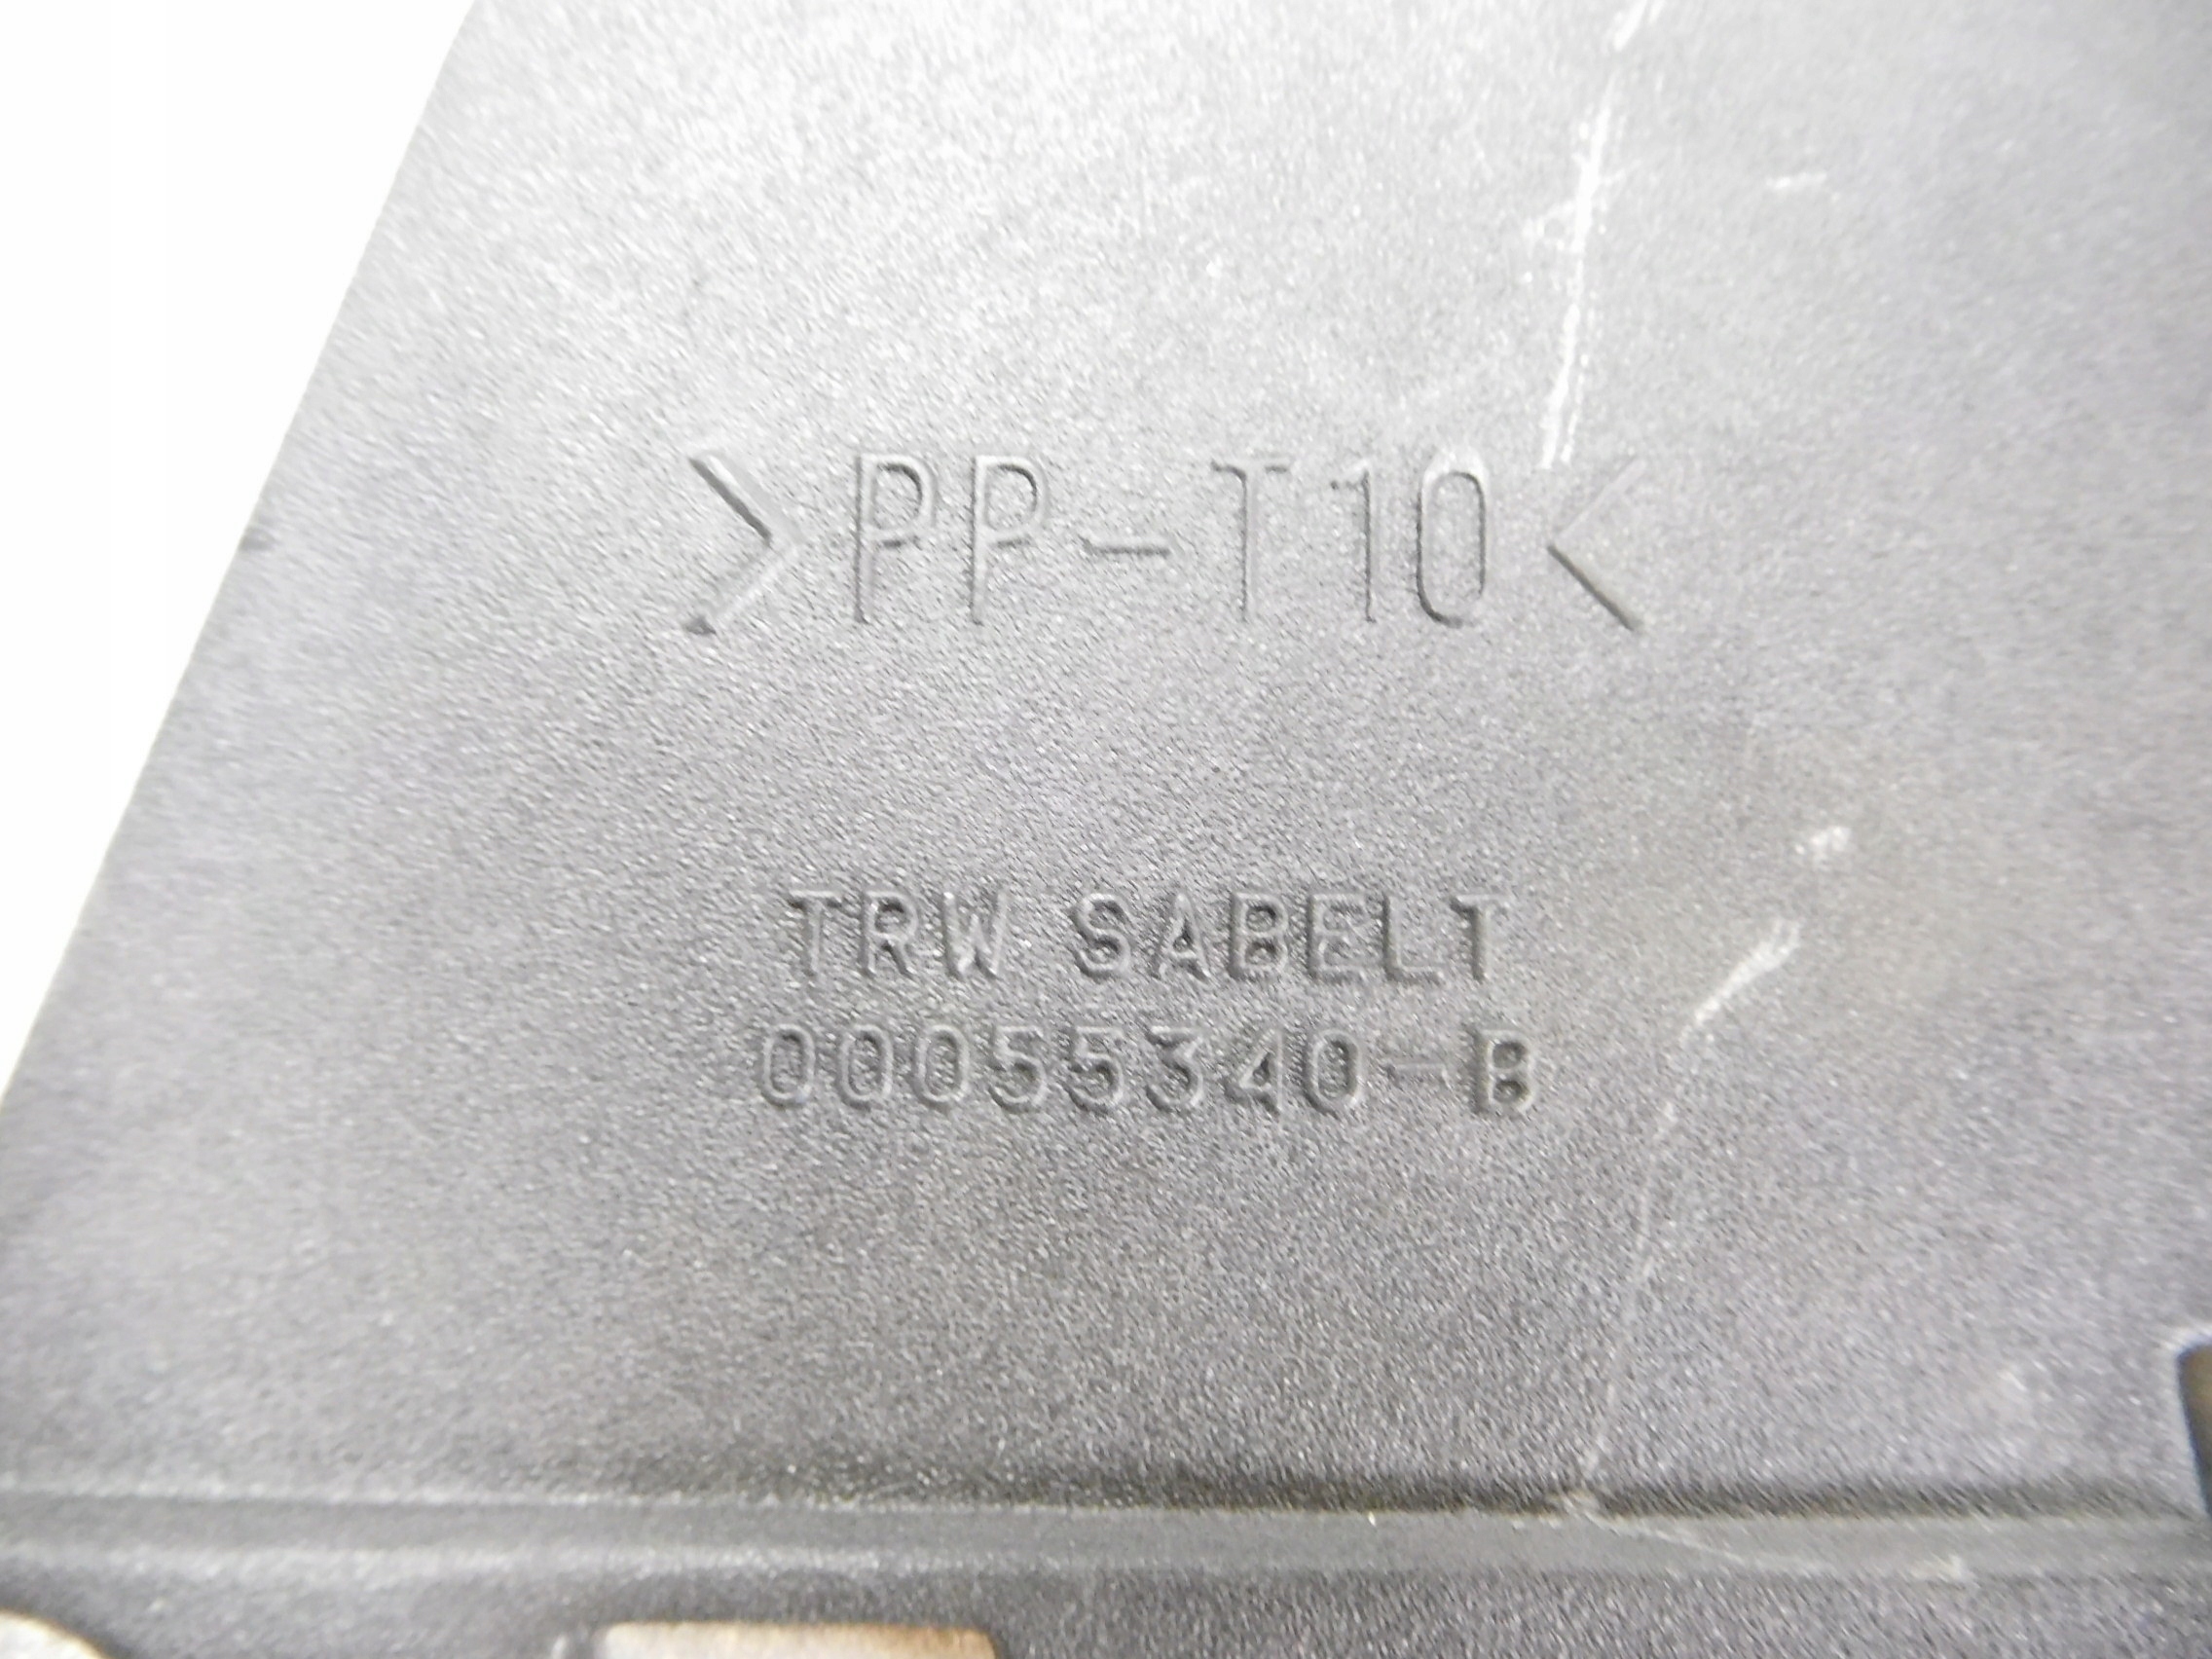 >PP-T10<
TRW SABELT
00055340-B